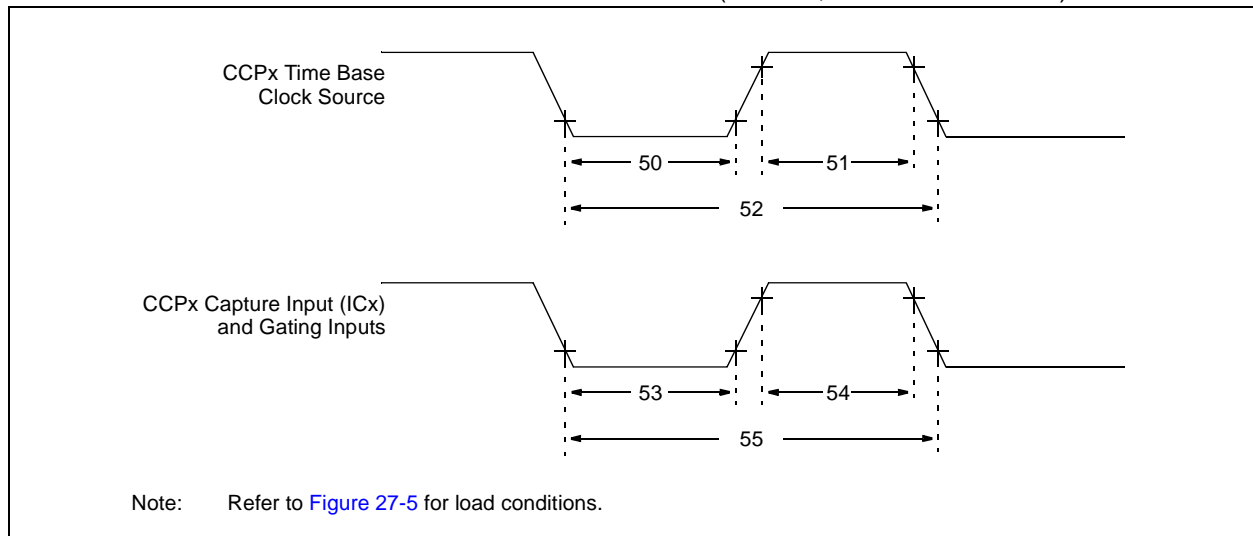 CCPx Time Base
Clock Source
50
51
52
CCPx Capture Input (ICx)
and Gating Inputs
53
54
55
Note: Refer to Figure 27-5 for load conditions.